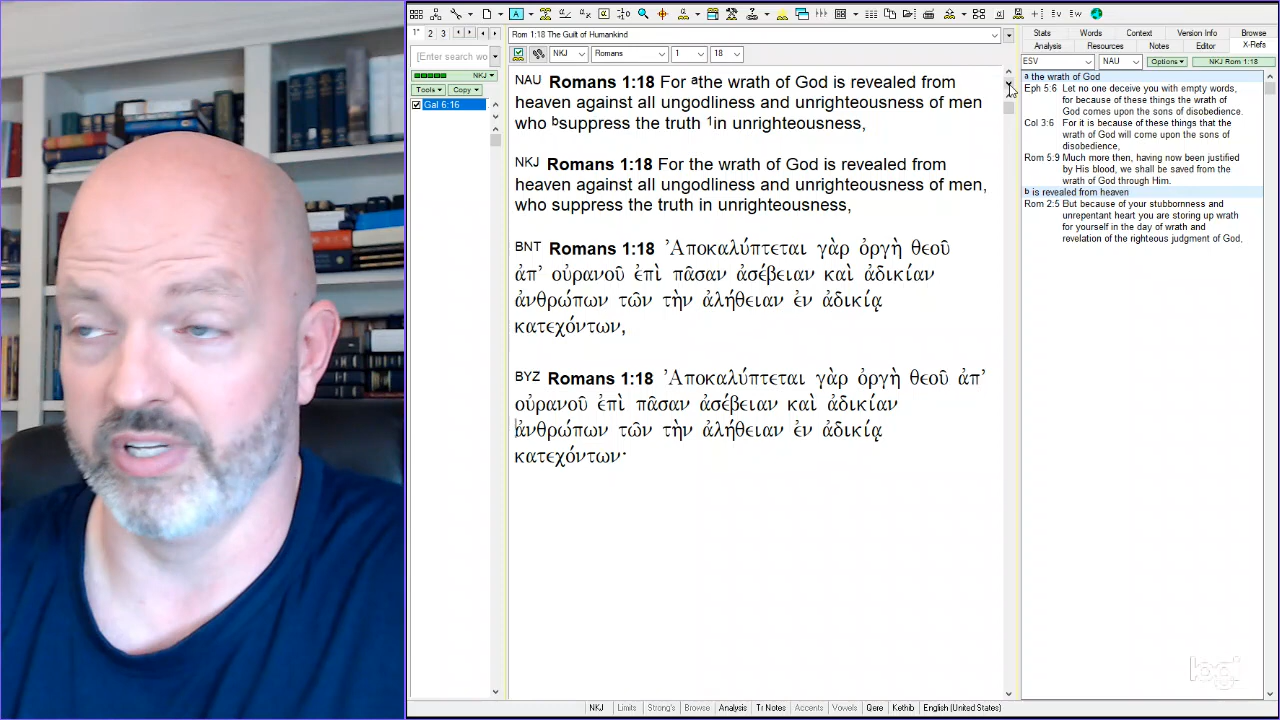 1* 2 3
[Enter search wo
NKJ
Tools Copy
Gal 6:16
Rom 1:18 The Guilt of Humankind
NKJ Romans 1 18
NAU Romans 1:18 For athe wrath of God is revealed from
heaven against all ungodliness and unrighteousness of men
who bsuppress the truth 1in unrighteousness,
NKJ Romans 1:18 For the wrath of God is revealed from
heaven against all ungodliness and unrighteousness of men,
who suppress the truth in unrighteousness,
BNT Romans 1:18 Ἀποκαλύπτεται γὰρ ὀργὴ θεοῦ
ἀπ’ οὐρανοῦ ἐπὶ πᾶσαν ἀσέβειαν καὶ ἀδικίαν
ἀνθρώπων τῶν τὴν ἀλήθειαν ἐν ἀδικίᾳ
κατεχόντων,
BYZ Romans 1:18 Ἀποκαλύπτεται γὰρ ὀργὴ θεοῦ ἀπ’
οὐρανοῦ ἐπὶ πᾶσαν ἀσέβειαν καὶ ἀδικίαν
ἀνθρώπων τῶν τὴν ἀλήθειαν ἐν ἀδικίᾳ
κατεχόντων·
Stats Words Context Version Info Browse
Analysis Resources Notes Editor X-Refs
ESV NAU Options NKJ Rom 1:18
a the wrath of God
Eph 5:6 Let no one deceive you with empty words,
for because of these things the wrath of
God comes upon the sons of disobedience.
Col 3:6 For it is because of these things that the
wrath of God will come upon the sons of
disobedience,
Rom 5:9 Much more then, having now been justified
by His blood, we shall be saved from the
wrath of God through Him.
b is revealed from heaven
Rom 2:5 But because of your stubbornness and
unrepentant heart you are storing up wrath
for yourself in the day of wrath and
revelation of the righteous judgment of God,
NKJ Limits Strong's Browse Analysis Tr Notes Accents Vowels Qere Kethib English (United States)